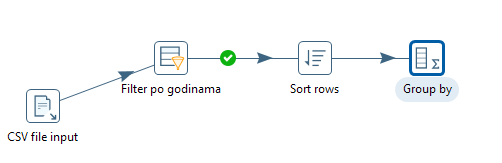 Filter po godinama
Sort rows
Group by
CSV file input